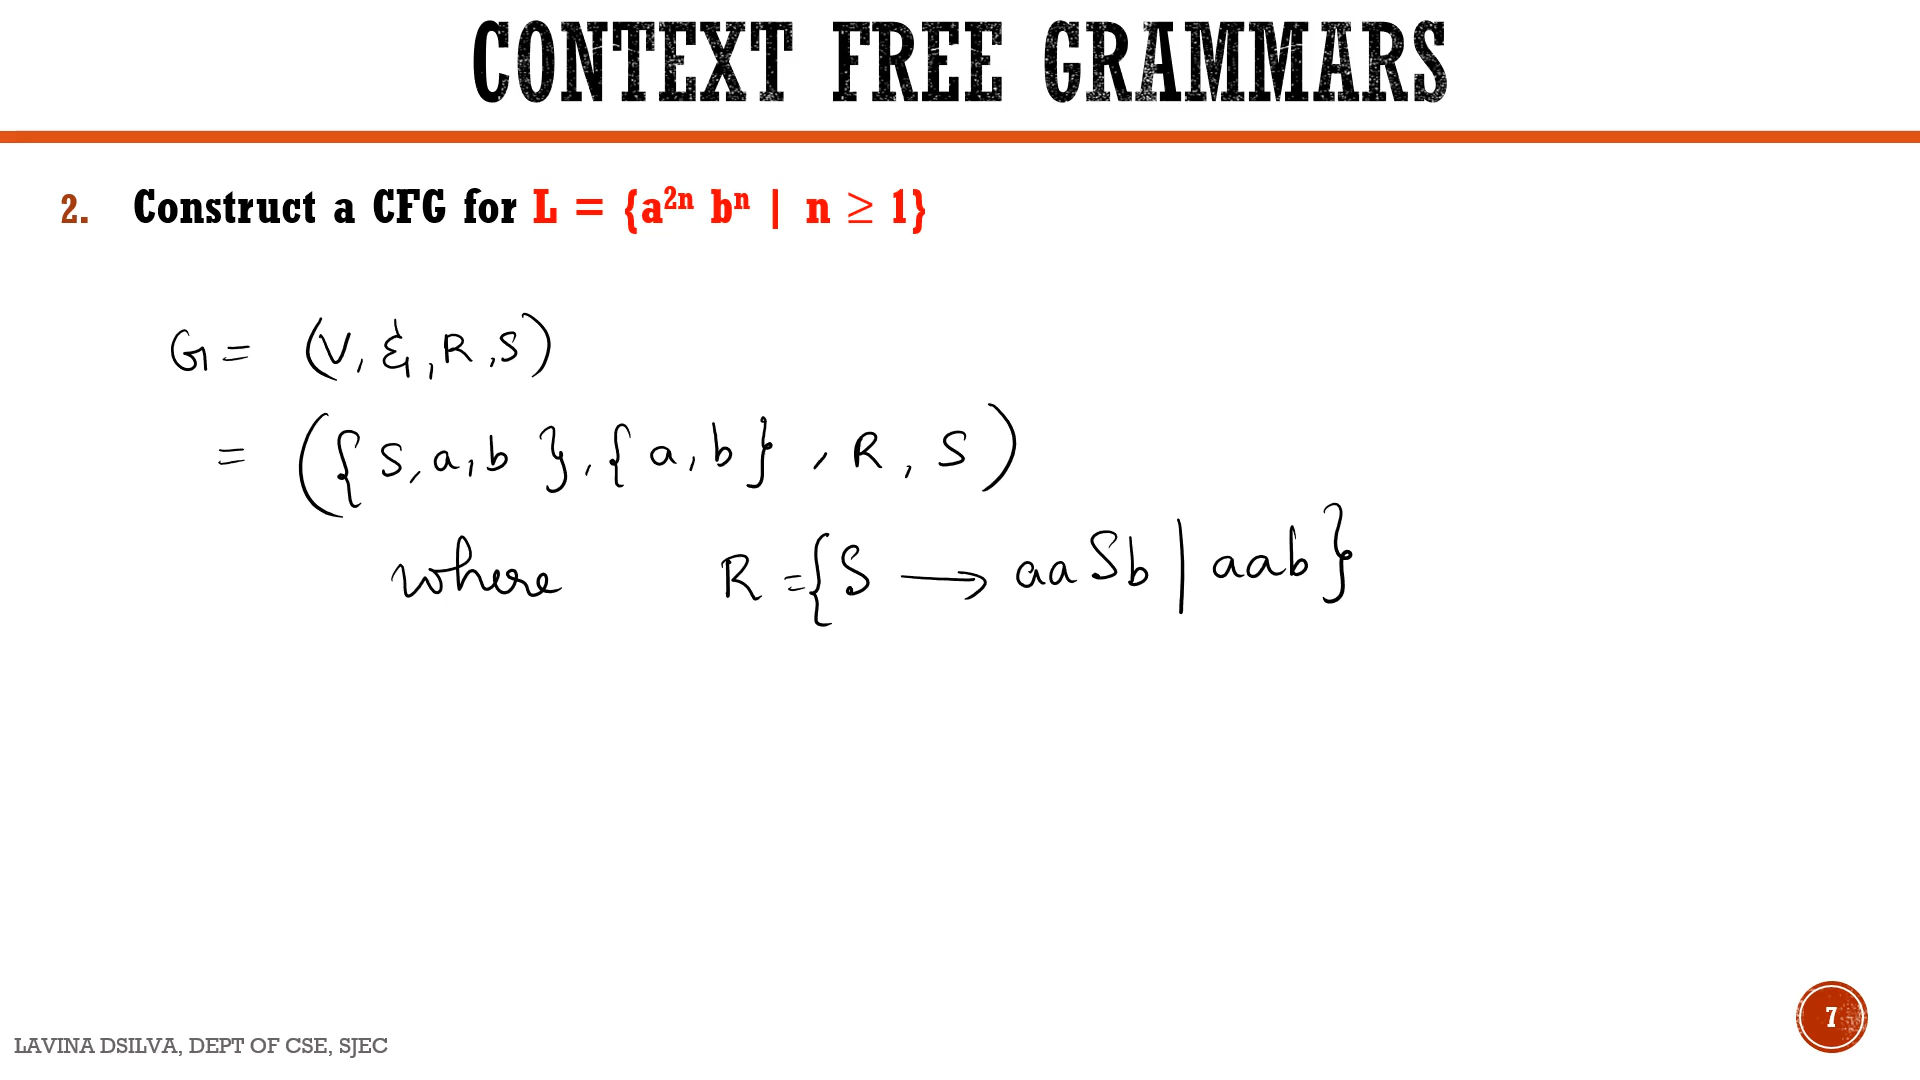 CONTEXT FREE GRAMMARS
2. Construct a CFG for L = {a²ⁿ bⁿ | n ≥ 1}
G = (V, Σ, R, S)
= ({S, a, b}, {a, b}, R, S)
where R = {S → aaSb | aab}
7
LAVINA DSILVA, DEPT OF CSE, SJEC